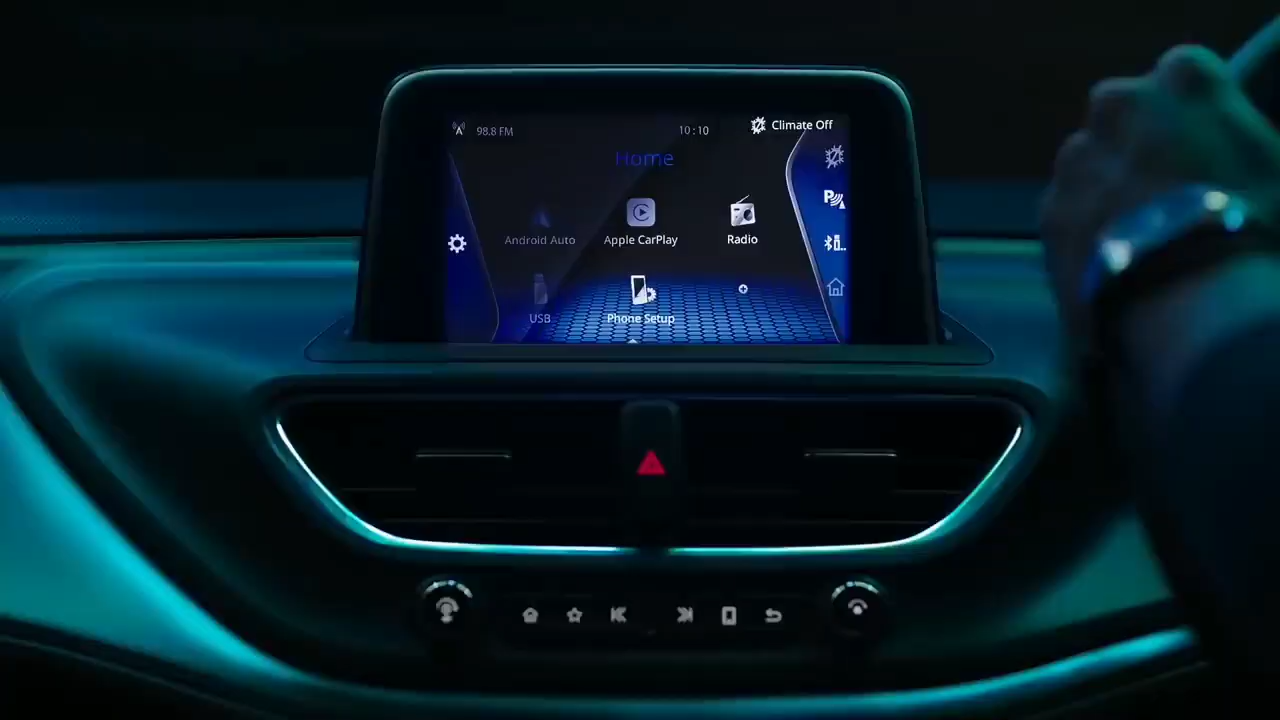 98.8 FM
10:10
Climate Off
Home
Android Auto
Apple CarPlay
Radio
USB
Phone Setup